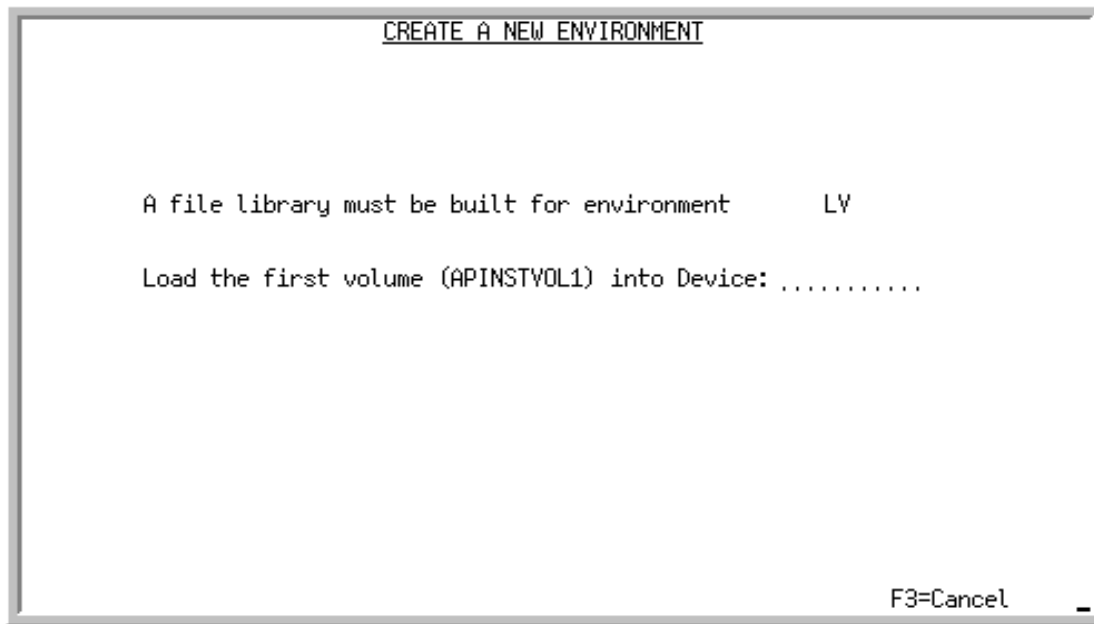 CREATE A NEW ENVIRONMENT
A file library must be built for environment LV
Load the first volume (APINSTVOL1) into Device: ...........
F3=Cancel